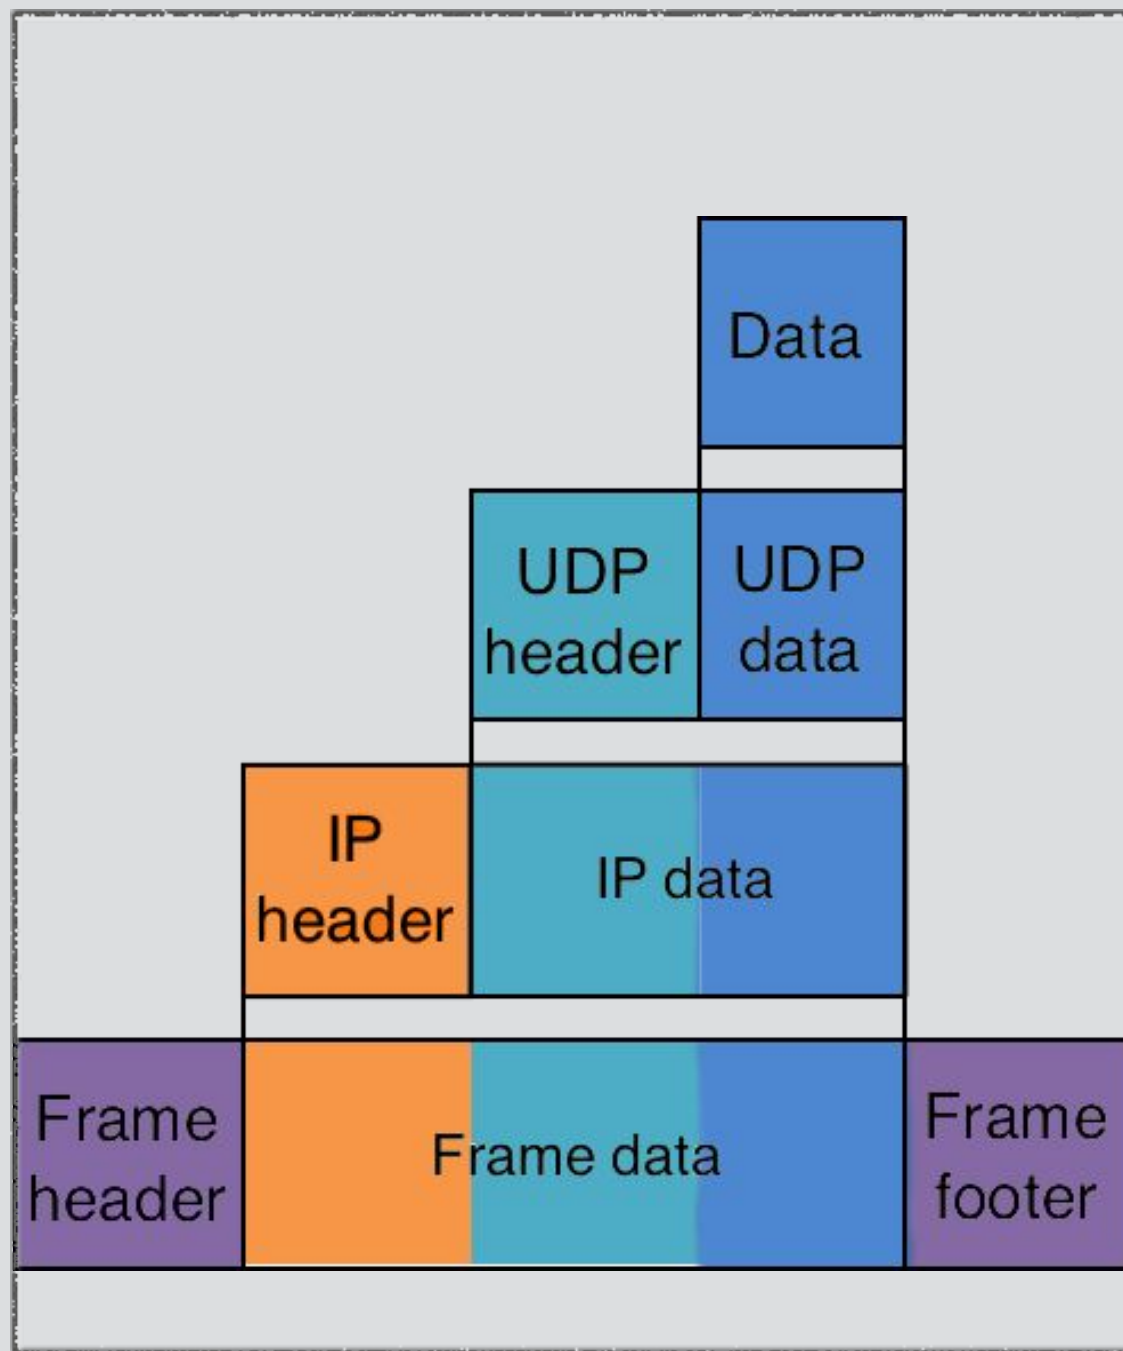 Data
UDP
header
UDP
data
IP
header
IP data
Frame
header
Frame data
Frame
footer